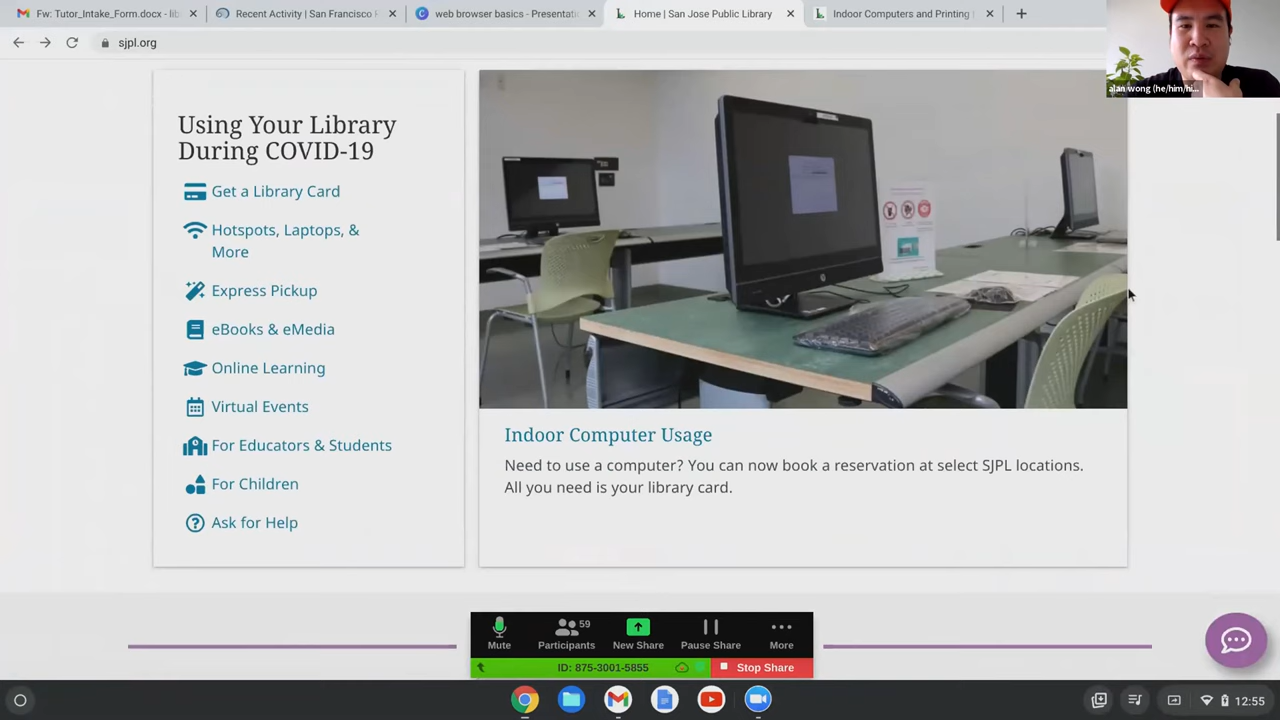 Fw: Tutor_Intake_Form.docx - lib
Recent Activity | San Francisco P
web browser basics - Presentatio
Home | San Jose Public Library
Indoor Computers and Printing |
sjpl.org
alan wong (he/him/hi...
Using Your Library
During COVID-19
Get a Library Card
Hotspots, Laptops, &
More
Express Pickup
eBooks & eMedia
Online Learning
Virtual Events
For Educators & Students
For Children
Ask for Help
Indoor Computer Usage
Need to use a computer? You can now book a reservation at select SJPL locations.
All you need is your library card.
59
Mute
Participants
New Share
Pause Share
More
ID: 875-3001-5855
Stop Share
12:55